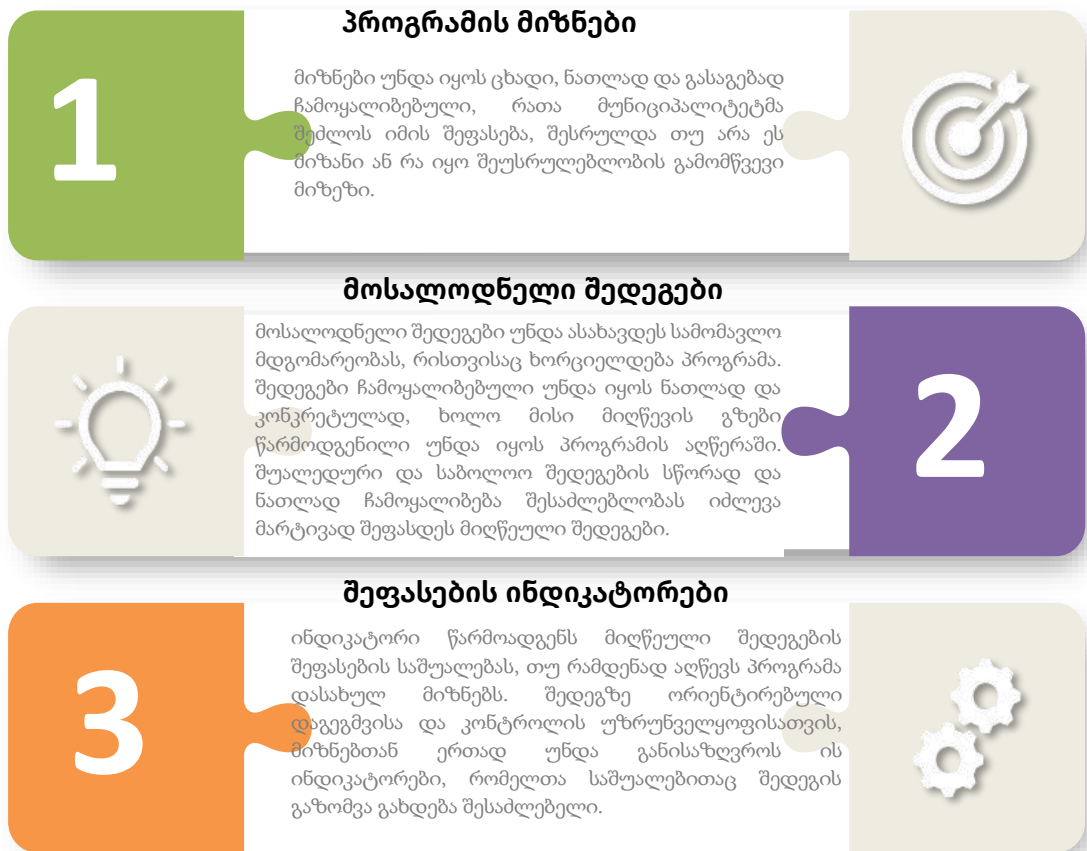 პროგრამის მიზნები
1
მიზნები უნდა იყოს ცხადი, ნათლად და გასაგებად
ჩამოყალიბებული, რათა მუნიციპალიტეტმა
შეძლოს იმის შეფასება, შესრულდა თუ არა ეს
მიზანი ან რა იყო შეუსრულებლობის გამომწვევი
მიზეზი.
მოსალოდნელი შედეგები
მოსალოდნელი შედეგები უნდა ასახავდეს სამომავლო
მდგომარეობას, რისთვისაც ხორციელდება პროგრამა.
შედეგები ჩამოყალიბებული უნდა იყოს ნათლად და
კონკრეტულად, ხოლო მისი მიღწევის გზები
წარმოდგენილი უნდა იყოს პროგრამის აღწერაში.
შუალედური და საბოლოო შედეგების სწორად და
ნათლად ჩამოყალიბება შესაძლებლობას იძლევა
მარტივად შეფასდეს მიღწეული შედეგები.
2
შეფასების ინდიკატორები
3
ინდიკატორი წარმოადგენს მიღწეული შედეგების
შეფასების საშუალებას, თუ რამდენად აღწევს პროგრამა
დასახულ მიზნებს. შედეგზე ორიენტირებული
დაგეგმვისა და კონტროლის უზრუნველყოფისათვის,
მიზნებთან ერთად უნდა განისაზღვროს ის
ინდიკატორები, რომელთა საშუალებითაც შედეგის
გაზომვა გახდება შესაძლებელი.